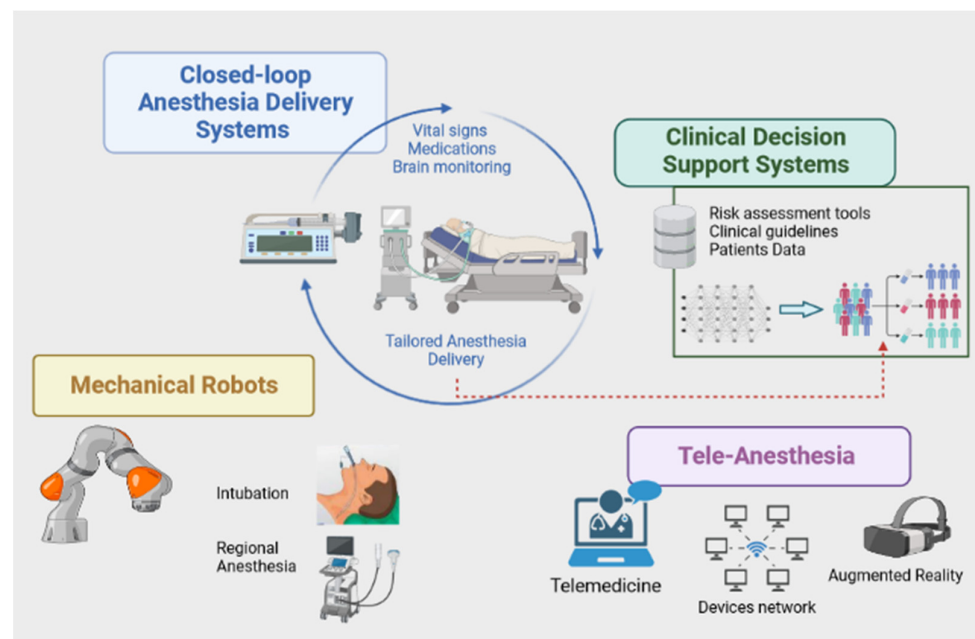 Closed-loop
Anesthesia Delivery
Systems
Vital signs
Medications
Brain monitoring
Tailored Anesthesia
Delivery
Clinical Decision
Support Systems
Risk assessment tools
Clinical guidelines
Patients Data
Mechanical Robots
Intubation
Regional
Anesthesia
Tele-Anesthesia
Telemedicine
Devices network
Augmented Reality